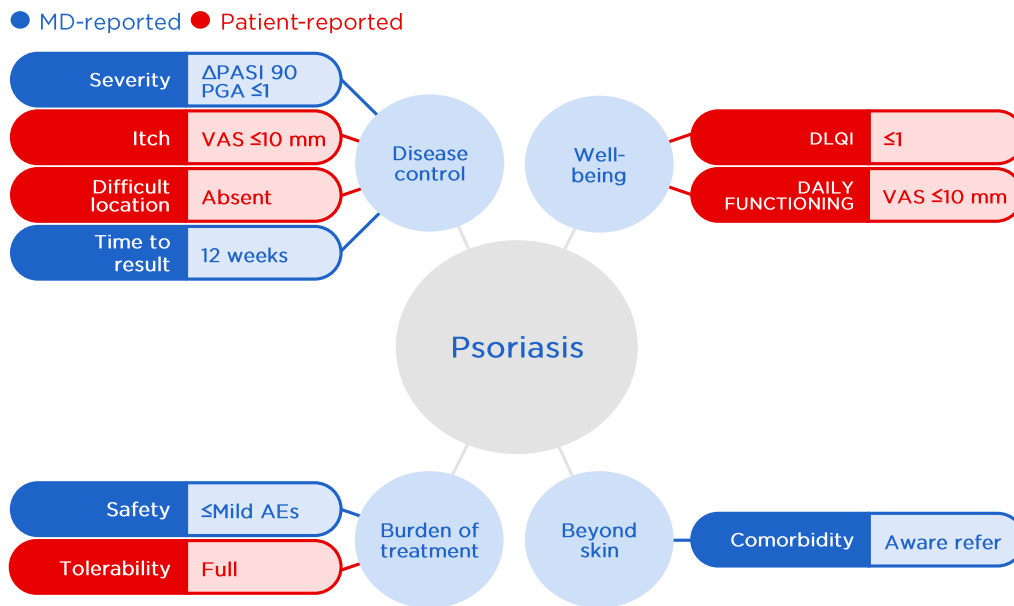 MD-reported Patient-reported
Severity
ΔPASI 90
PGA ≤1
Itch
VAS ≤10 mm
Difficult
location
Absent
Time to
result
12 weeks
Disease
control
Well-
being
DLQI
≤1
DAILY
FUNCTIONING
VAS ≤10 mm
Psoriasis
Safety
≤Mild AEs
Tolerability
Full
Burden of
treatment
Beyond
skin
Comorbidity
Aware refer